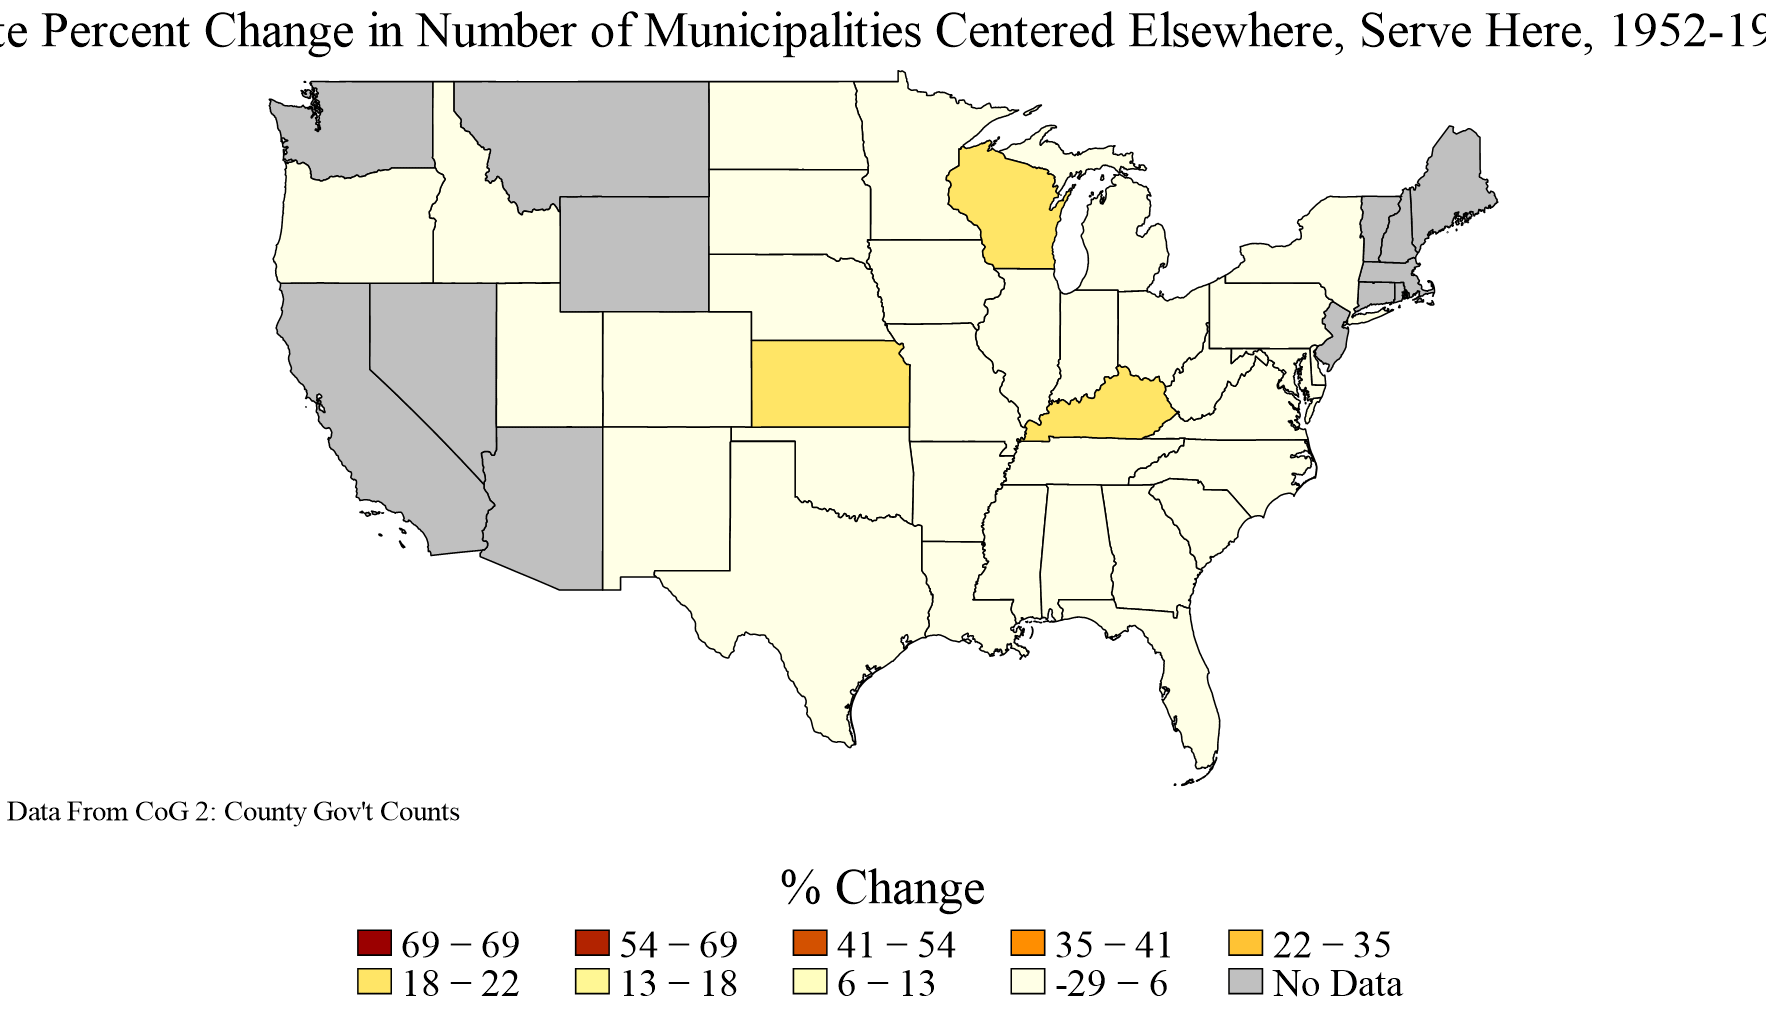 te Percent Change in Number of Municipalities Centered Elsewhere, Serve Here, 1952-19
Data From CoG 2: County Gov't Counts
% Change
69 − 69 54 − 69 41 − 54 35 − 41 22 − 35
18 − 22 13 − 18 6 − 13 -29 − 6 No Data